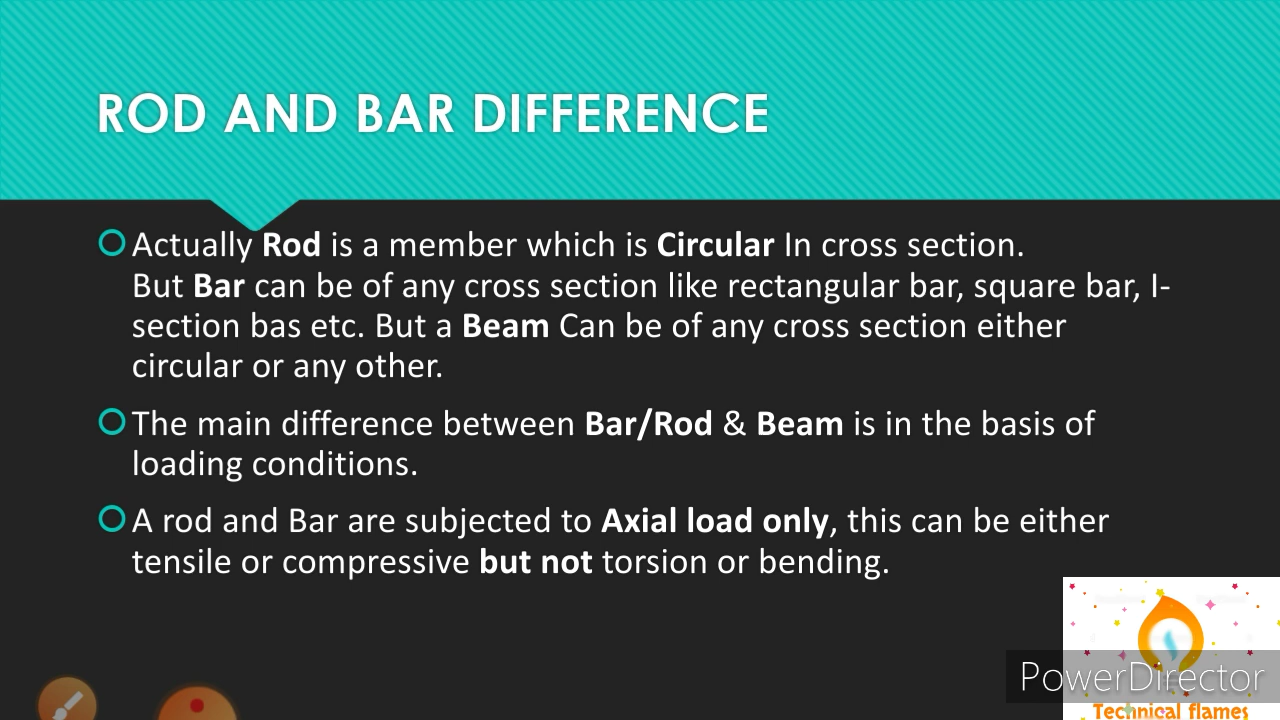 ROD AND BAR DIFFERENCE
Actually Rod is a member which is Circular In cross section.
But Bar can be of any cross section like rectangular bar, square bar, I-
section bas etc. But a Beam Can be of any cross section either
circular or any other.
The main difference between Bar/Rod & Beam is in the basis of
loading conditions.
A rod and Bar are subjected to Axial load only, this can be either
tensile or compressive but not torsion or bending.
PowerDirector
Technical flames